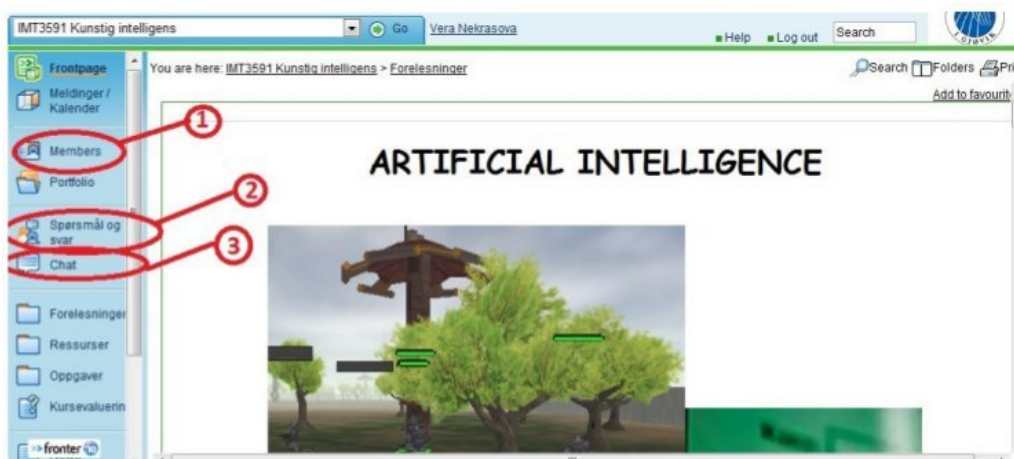 IMT3591 Kunstig intelligens
Go
Vera Nekrasova
Help
Log out
Search
Frontpage
You are here: IMT3591 Kunstig intelligens > Forelesninger
Search
Folders
Pri
Meldinger /
Kalender
Add to favourit
1
Members
ARTIFICIAL INTELLIGENCE
Portfolio
2
Spørsmål og
svar
3
Chat
Forelesninger
Ressurser
Oppgaver
Kursevaluerin
fronter